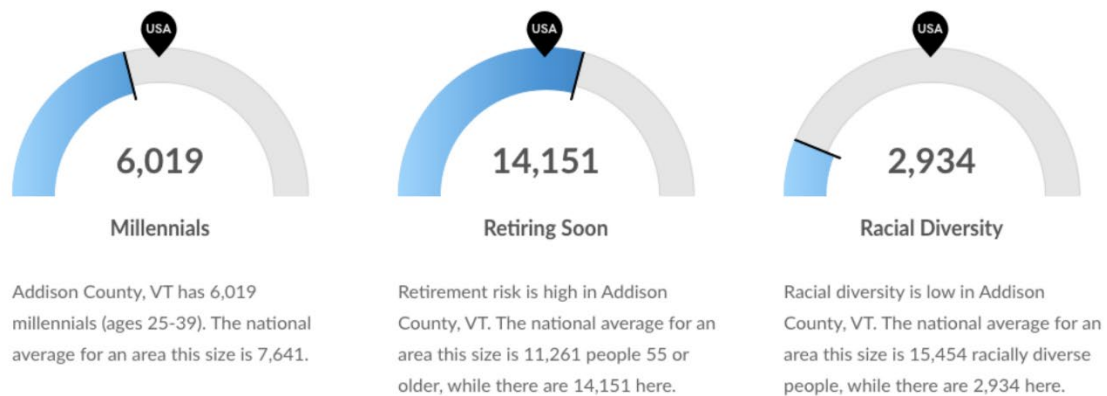 USA
6,019
Millennials
Addison County, VT has 6,019
millennials (ages 25-39). The national
average for an area this size is 7,641.
USA
14,151
Retiring Soon
Retirement risk is high in Addison
County, VT. The national average for an
area this size is 11,261 people 55 or
older, while there are 14,151 here.
USA
2,934
Racial Diversity
Racial diversity is low in Addison
County, VT. The national average for an
area this size is 15,454 racially diverse
people, while there are 2,934 here.